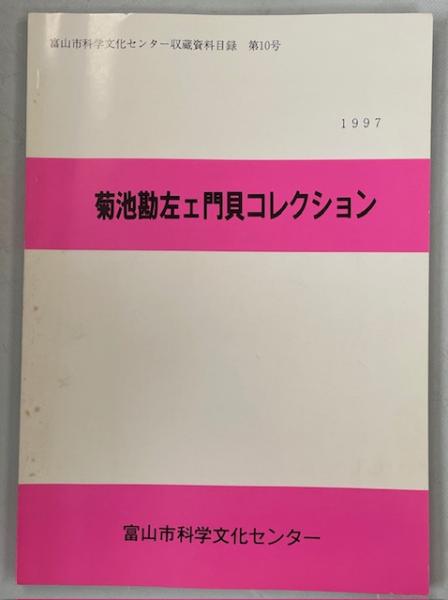 富山市科学文化センター収蔵資料目録　第10号
1997
菊池勘左エ門貝コレクション
富山市科学文化センター